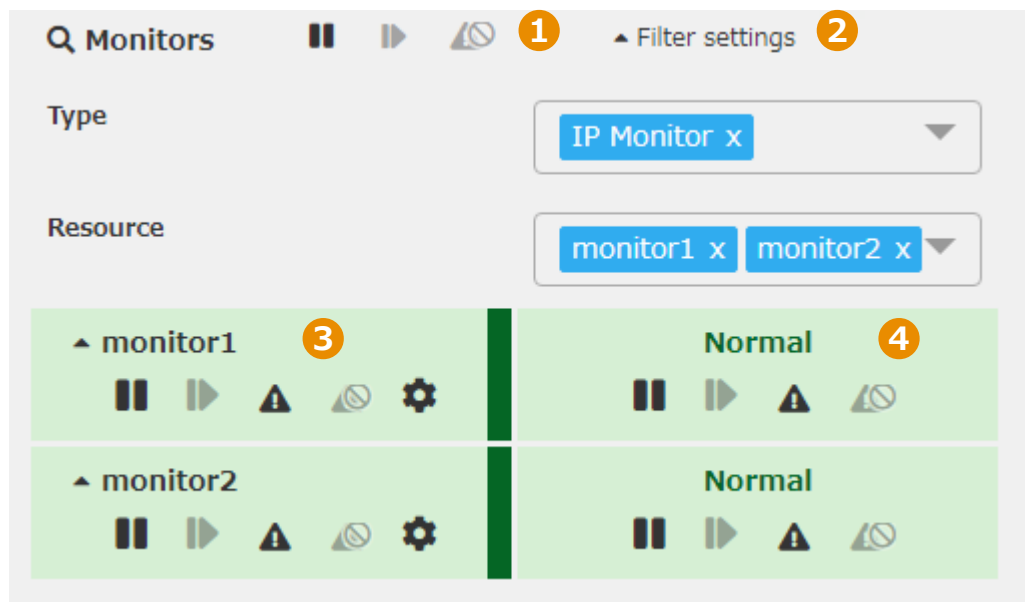 Monitors 1 Filter settings 2
Type
IP Monitor x
Resource
monitor1 x monitor2 x
monitor1 3 Normal 4
monitor2 Normal